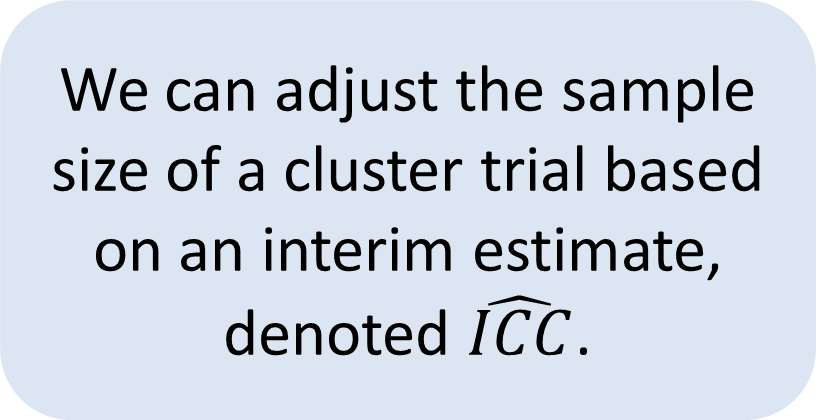 We can adjust the sample
size of a cluster trial based
on an interim estimate,
denoted $\widehat{ICC}$.